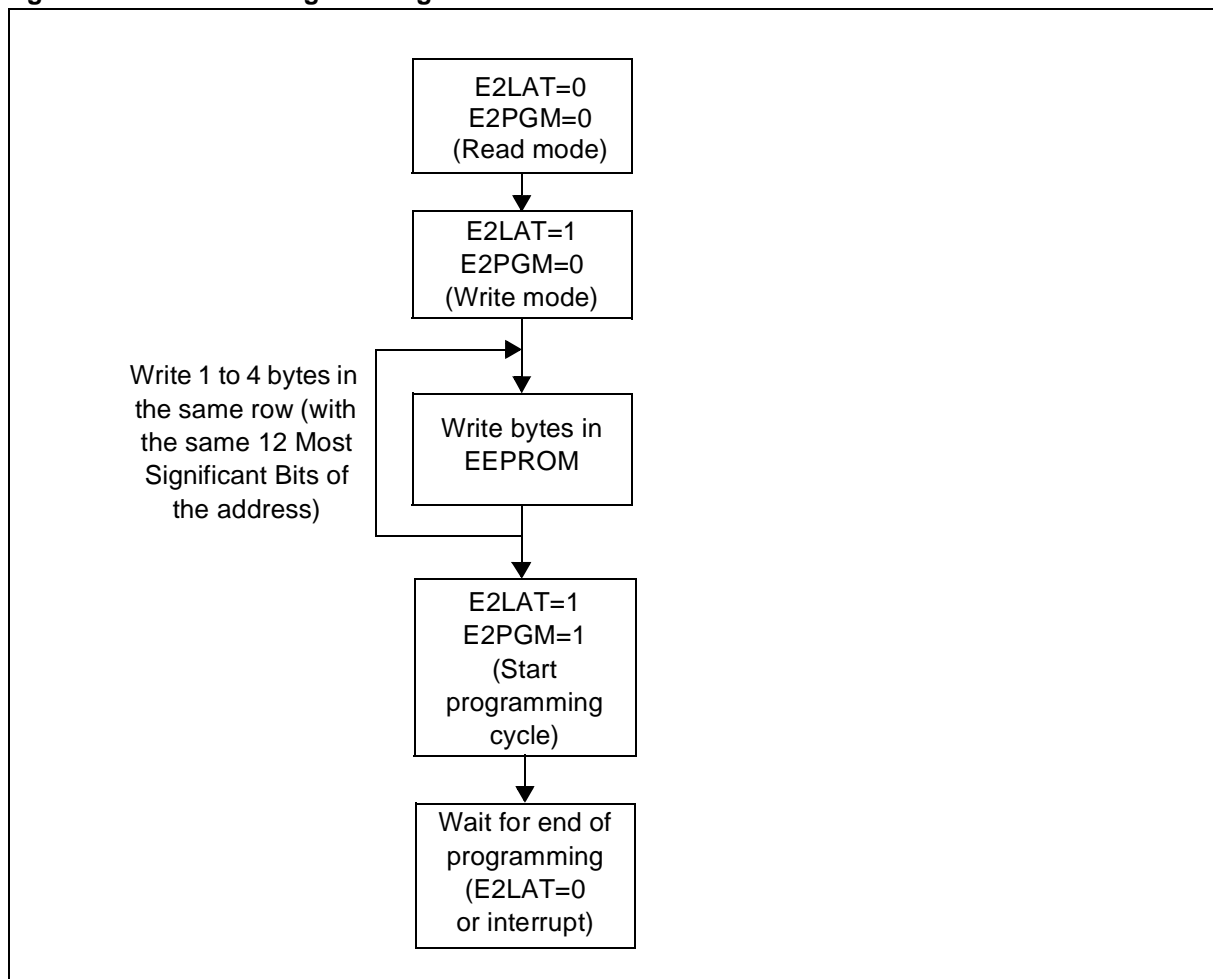 E2LAT=0
E2PGM=0
(Read mode)
E2LAT=1
E2PGM=0
(Write mode)
Write 1 to 4 bytes in
the same row (with
the same 12 Most
Significant Bits of
the address)
Write bytes in
EEPROM
E2LAT=1
E2PGM=1
(Start
programming
cycle)
Wait for end of
programming
(E2LAT=0
or interrupt)